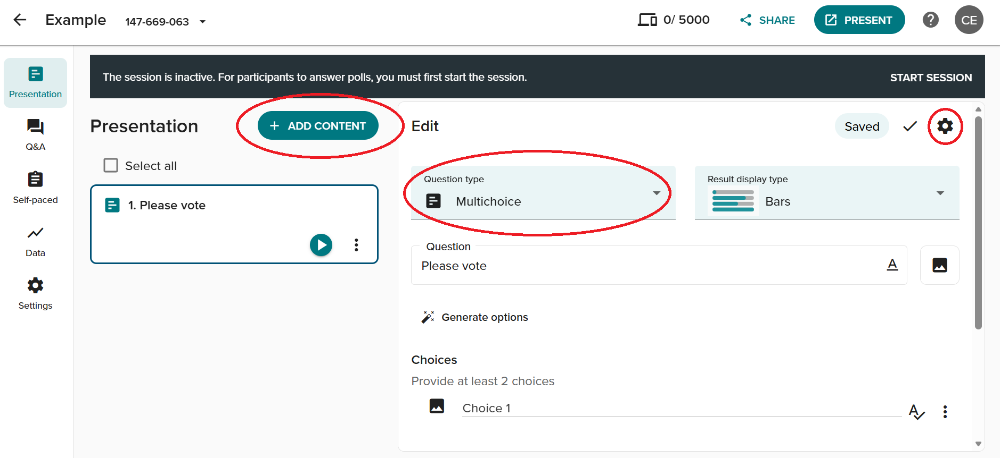 Example
147-669-063
0/ 5000
SHARE
PRESENT
CE
Presentation
Q&A
Self-paced
Data
Settings
The session is inactive. For participants to answer polls, you must first start the session.
START SESSION
Presentation
+ ADD CONTENT
Select all
1. Please vote
Edit
Saved
Question type
Multichoice
Result display type
Bars
Question
Please vote
Generate options
Choices
Provide at least 2 choices
Choice 1